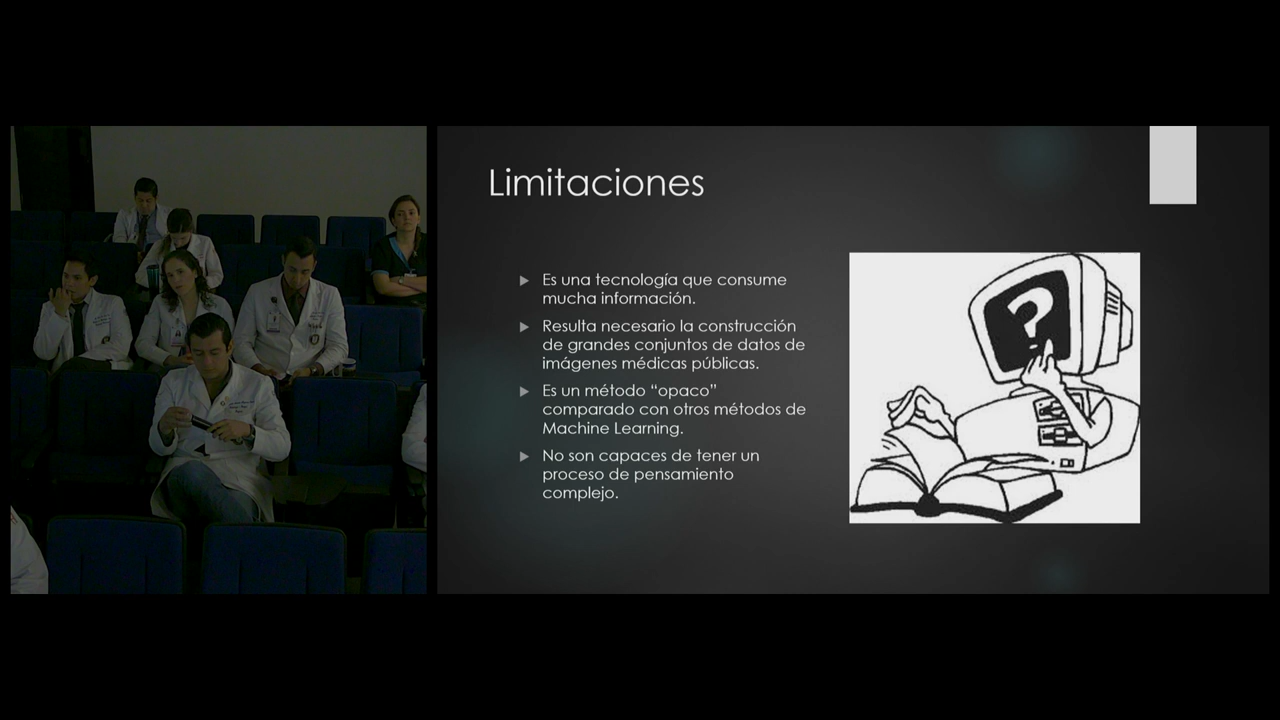 Limitaciones
Es una tecnología que consume
mucha información.
Resulta necesario la construcción
de grandes conjuntos de datos de
imágenes médicas públicas.
Es un método “opaco”
comparado con otros métodos de
Machine Learning.
No son capaces de tener un
proceso de pensamiento
complejo.
?